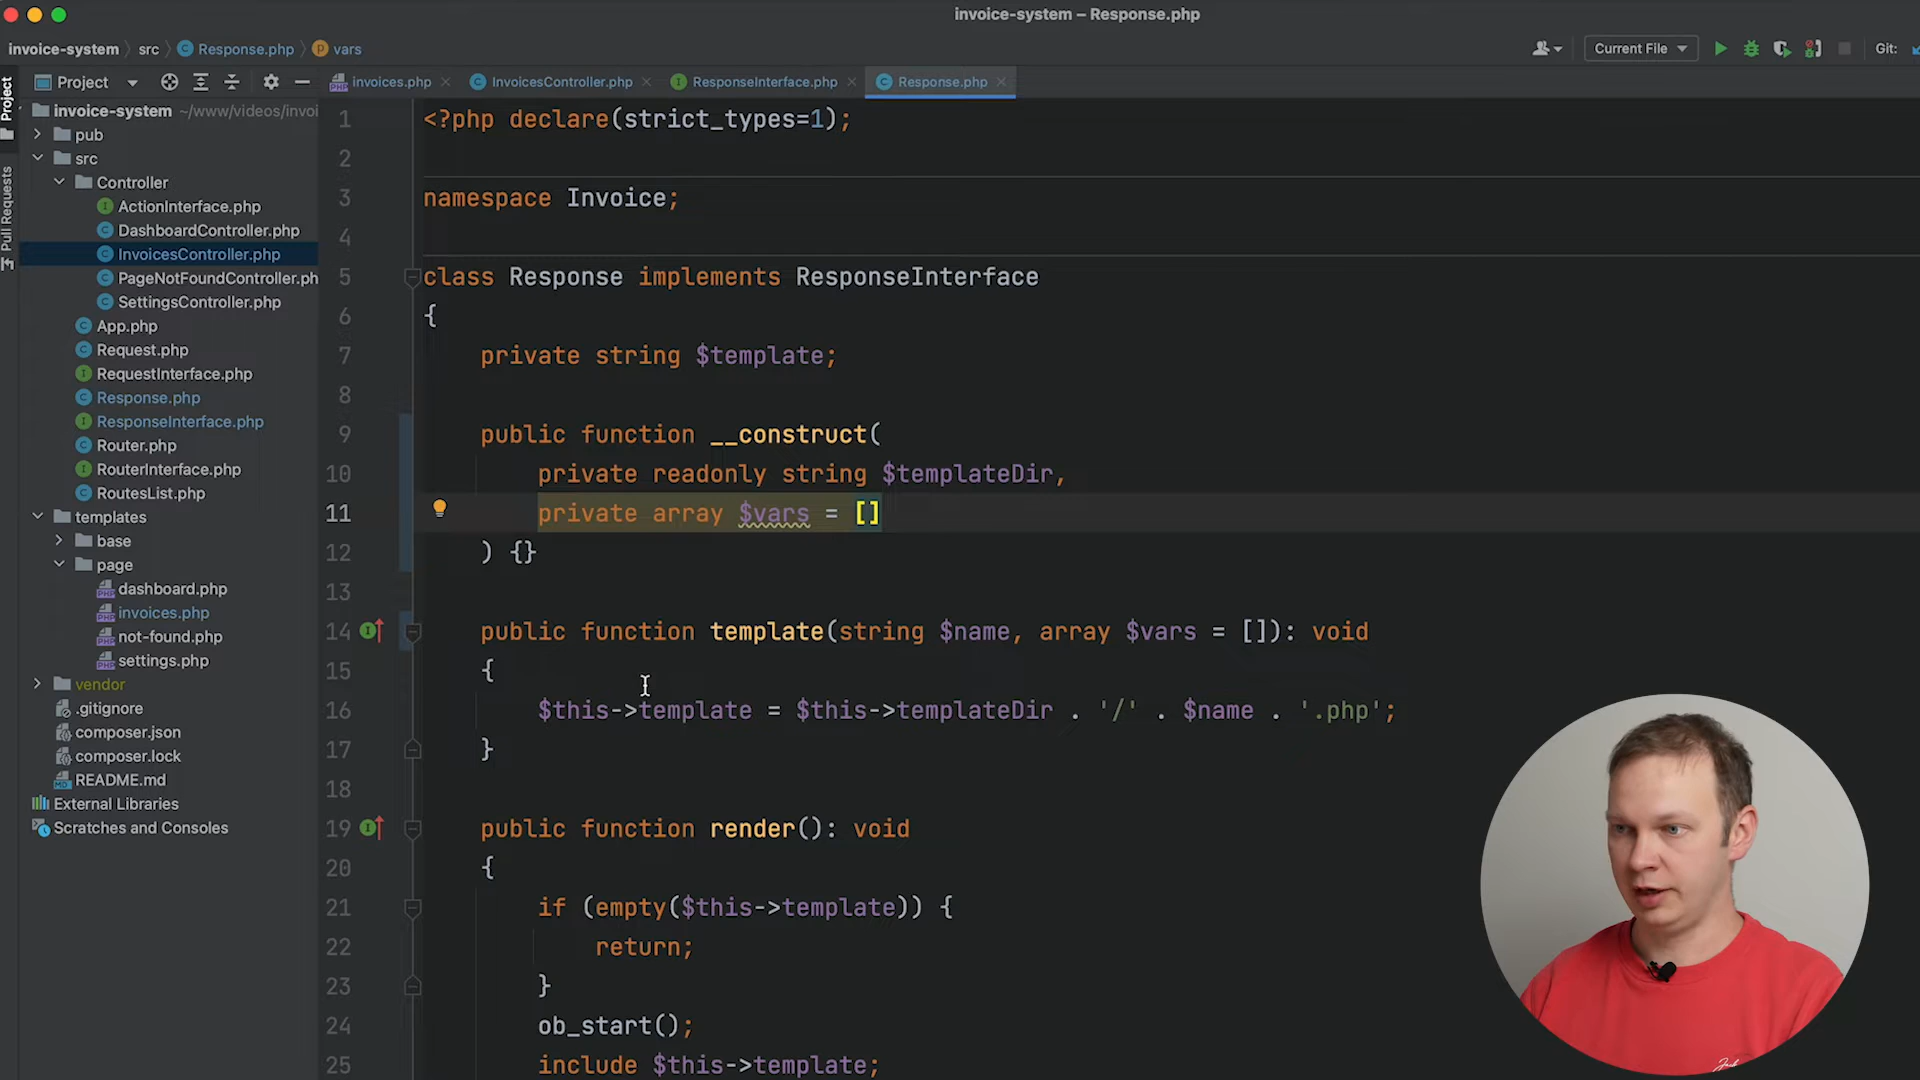 invoice-system – Response.php
invoice-system src Response.php vars
Current File
Git:
Project
invoices.php
InvoicesController.php
ResponseInterface.php
Response.php
Project
Pull Requests
invoice-system ~/www/videos/invoi
pub
src
Controller
ActionInterface.php
DashboardController.php
InvoicesController.php
PageNotFoundController.ph
SettingsController.php
App.php
Request.php
RequestInterface.php
Response.php
ResponseInterface.php
Router.php
RouterInterface.php
RoutesList.php
templates
base
page
dashboard.php
invoices.php
not-found.php
settings.php
vendor
.gitignore
composer.json
composer.lock
README.md
External Libraries
Scratches and Consoles
1 <?php declare(strict_types=1);
2
3 namespace Invoice;
4
5 class Response implements ResponseInterface
6 {
7 private string $template;
8
9 public function __construct(
10 private readonly string $templateDir,
11 private array $vars = []
12 ) {}
13
14 public function template(string $name, array $vars = []): void
15 {
16 $this->template = $this->templateDir . '/' . $name . '.php';
17 }
18
19 public function render(): void
20 {
21 if (empty($this->template)) {
22 return;
23 }
24 ob_start();
25 include $this->template;